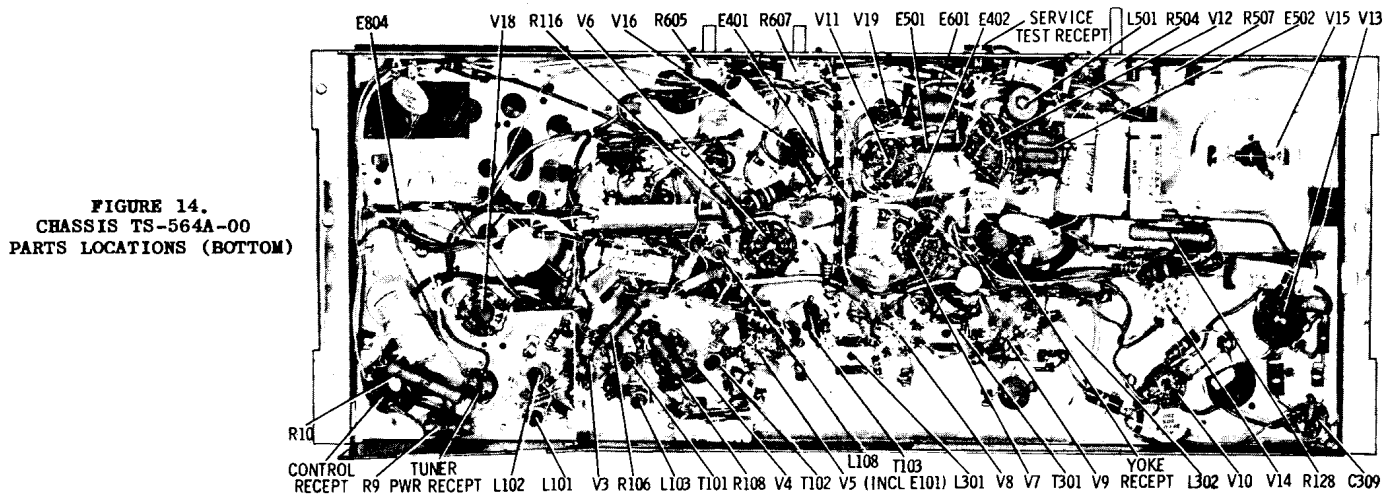 E804 V18 R116 V6 V16 R605 E401 R607 V11 V19 E501 E601 E402 SERVICE TEST RECEPT L501 R504 V12 R507 E502 V15 V13
FIGURE 14.
CHASSIS TS-564A-00
PARTS LOCATIONS (BOTTOM)
R10
CONTROL RECEPT R9 TUNER PWR RECEPT L102 L101 V3 R106 L103 T101 R108 V4 T102 V5 (INCL E101) L108 T103 L301 V8 V7 T301 V9 YOKE RECEPT L302 V10 V14 R128 C309